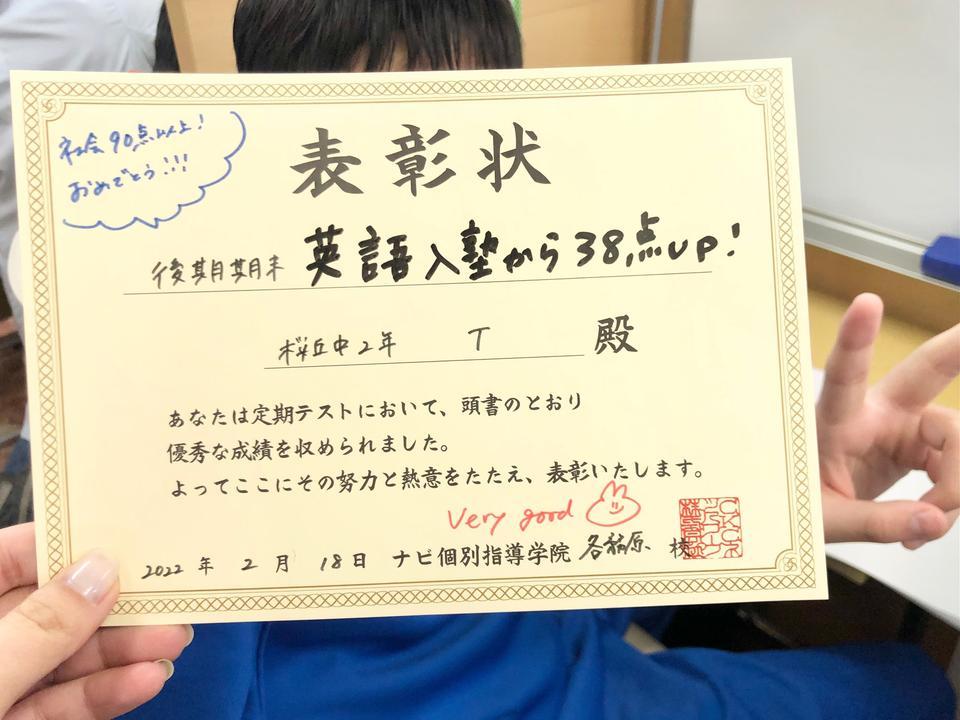 社会90点以上!
おめでとう!!!
表彰状
後期期末 英語入塾から38点UP!
桜丘中2年 T 殿
あなたは定期テストにおいて、頭書のとおり
優秀な成績を収められました。
よってここにその努力と熱意をたたえ、表彰いたします。
Very good
2022年2月18日 ナビ個別指導学院 各務原 校